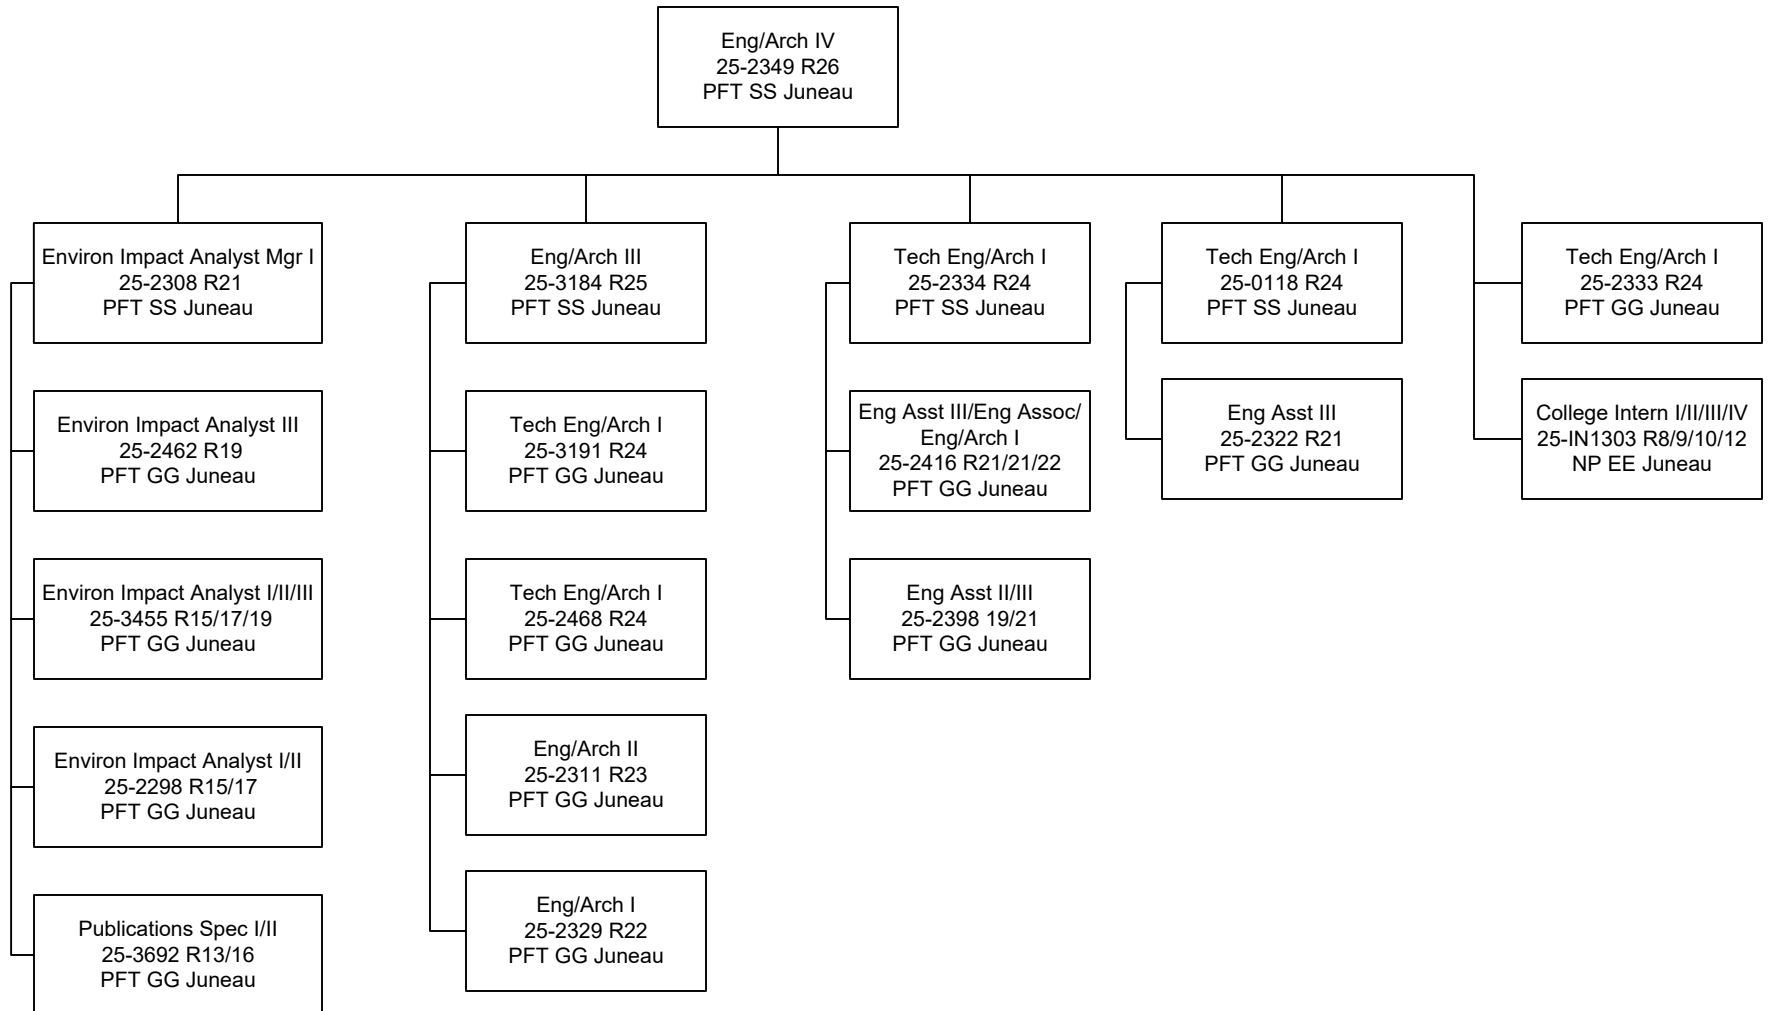 Eng/Arch IV
25-2349 R26
PFT SS Juneau
Environ Impact Analyst Mgr I
25-2308 R21
PFT SS Juneau
Environ Impact Analyst III
25-2462 R19
PFT GG Juneau
Environ Impact Analyst I/II/III
25-3455 R15/17/19
PFT GG Juneau
Environ Impact Analyst I/II
25-2298 R15/17
PFT GG Juneau
Publications Spec I/II
25-3692 R13/16
PFT GG Juneau
Eng/Arch III
25-3184 R25
PFT SS Juneau
Tech Eng/Arch I
25-3191 R24
PFT GG Juneau
Tech Eng/Arch I
25-2468 R24
PFT GG Juneau
Eng/Arch II
25-2311 R23
PFT GG Juneau
Eng/Arch I
25-2329 R22
PFT GG Juneau
Tech Eng/Arch I
25-2334 R24
PFT SS Juneau
Eng Asst III/Eng Assoc/
Eng/Arch I
25-2416 R21/21/22
PFT GG Juneau
Eng Asst II/III
25-2398 19/21
PFT GG Juneau
Tech Eng/Arch I
25-0118 R24
PFT SS Juneau
Eng Asst III
25-2322 R21
PFT GG Juneau
Tech Eng/Arch I
25-2333 R24
PFT GG Juneau
College Intern I/II/III/IV
25-IN1303 R8/9/10/12
NP EE Juneau